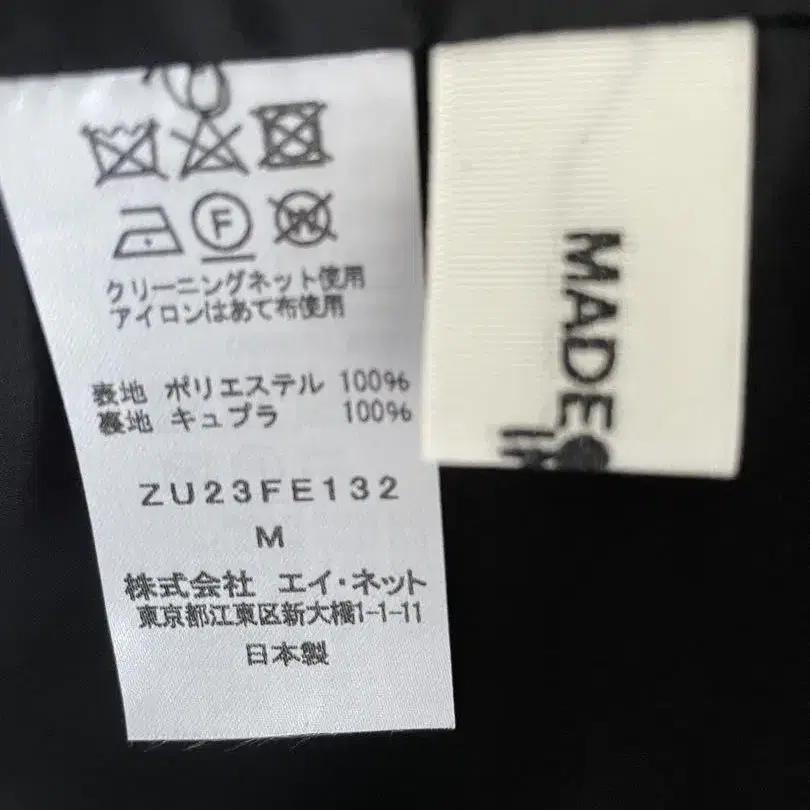 クリーニングネット使用
アイロンはあて布使用
表地 ポリエステル 100%
裏地 キュプラ 100%
ZU23FE132
M
株式会社 エイ・ネット
東京都江東区新大橋1-1-11
日本製
F
W
MADE